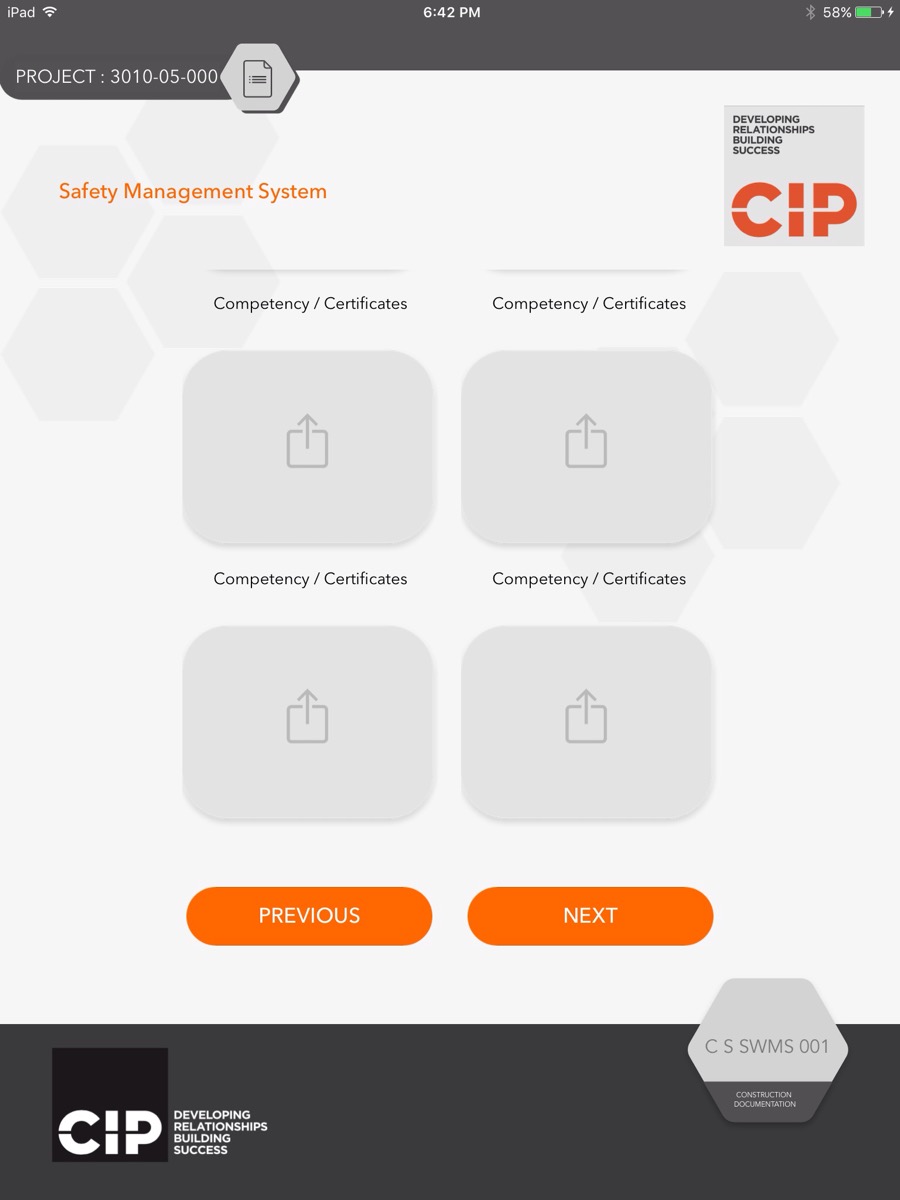 iPad
6:42 PM
58%
PROJECT : 3010-05-000
DEVELOPING
RELATIONSHIPS
BUILDING
SUCCESS
CIP
Safety Management System
Competency / Certificates
Competency / Certificates
Competency / Certificates
Competency / Certificates
PREVIOUS
NEXT
C S SWMS 001
CONSTRUCTION
DOCUMENTATION
CIP
DEVELOPING
RELATIONSHIPS
BUILDING
SUCCESS